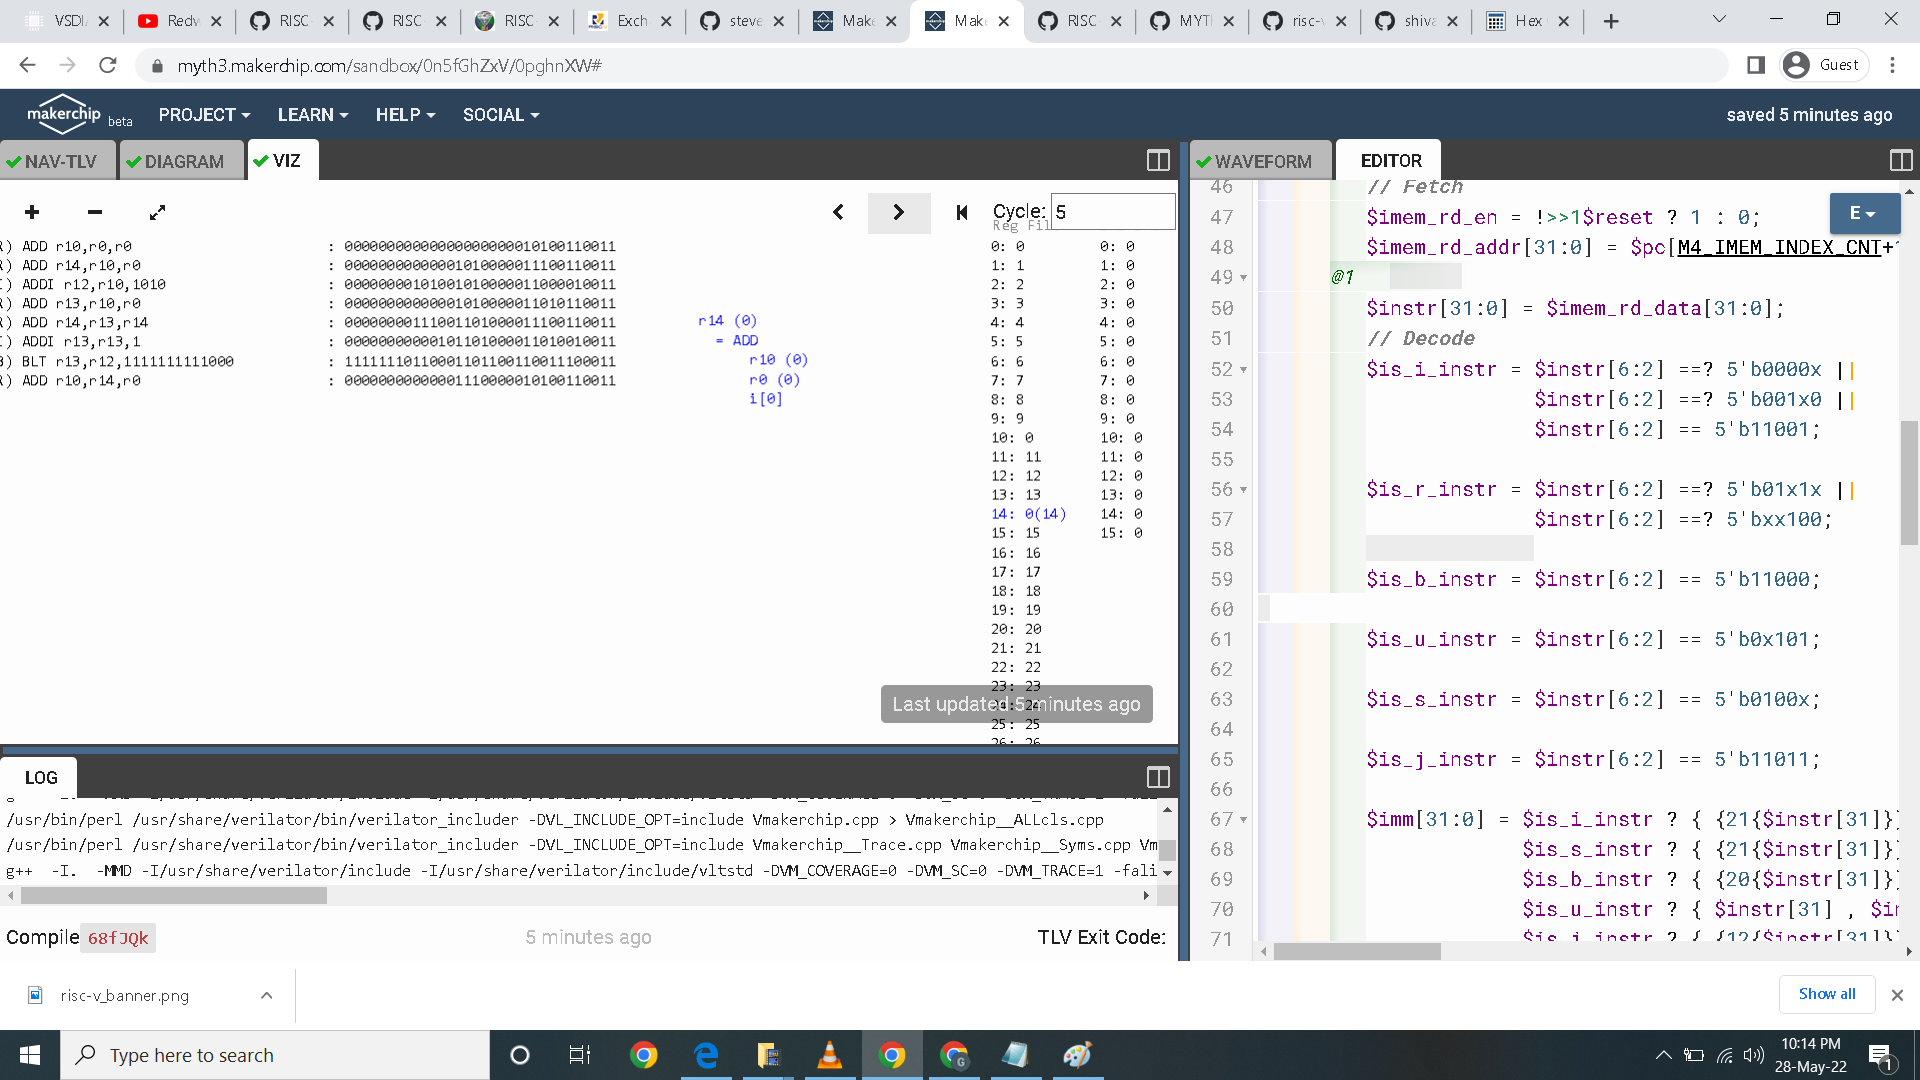 VSDI
Redw
RISC-
RISC-
RISC-
Exch
steve
Make
Make
RISC-
MYTH
risc-v
shiva
Hex
myth3.makerchip.com/sandbox/0n5fGhZxV/0pghnXW#
Guest
makerchip beta PROJECT LEARN HELP SOCIAL saved 5 minutes ago
NAV-TLV DIAGRAM VIZ
WAVEFORM EDITOR
Cycle: 5
Reg Fil
R) ADD r10,r0,r0 : 00000000000000000000010100110011
R) ADD r14,r10,r0 : 00000000000001010000011100110011
I) ADDI r12,r10,1010 : 00000000101001010000011000010011
R) ADD r13,r10,r0 : 00000000000001010000011010110011
R) ADD r14,r13,r14 : 00000000111001101000011100110011
I) ADDI r13,r13,1 : 00000000000101101000011010010011
B) BLT r13,r12,1111111111000 : 11111110110001101100110011100011
R) ADD r10,r14,r0 : 00000000000001110000010100110011
r14 (0)
= ADD
r10 (0)
r0 (0)
i[0]
0: 0 0: 0
1: 1 1: 0
2: 2 2: 0
3: 3 3: 0
4: 4 4: 0
5: 5 5: 0
6: 6 6: 0
7: 7 7: 0
8: 8 8: 0
9: 9 9: 0
10: 0 10: 0
11: 11 11: 0
12: 12 12: 0
13: 13 13: 0
14: 0(14) 14: 0
15: 15 15: 0
16: 16
17: 17
18: 18
19: 19
20: 20
21: 21
22: 22
23: 23
24: 24
25: 25
26: 26
Last updated 5 minutes ago
46 // Fetch
47 $imem_rd_en = !>>1$reset ? 1 : 0;
48 $imem_rd_addr[31:0] = $pc[M4_IMEM_INDEX_CNT+
49 @1
50 $instr[31:0] = $imem_rd_data[31:0];
51 // Decode
52 $is_i_instr = $instr[6:2] ==? 5'b0000x ||
53 $instr[6:2] ==? 5'b001x0 ||
54 $instr[6:2] == 5'b11001;
55
56 $is_r_instr = $instr[6:2] ==? 5'b01x1x ||
57 $instr[6:2] ==? 5'bxx100;
58
59 $is_b_instr = $instr[6:2] == 5'b11000;
60
61 $is_u_instr = $instr[6:2] == 5'b0x101;
62
63 $is_s_instr = $instr[6:2] == 5'b0100x;
64
65 $is_j_instr = $instr[6:2] == 5'b11011;
66
67 $imm[31:0] = $is_i_instr ? { {21{$instr[31]}}
68 $is_s_instr ? { {21{$instr[31]}}
69 $is_b_instr ? { {20{$instr[31]}}
70 $is_u_instr ? { $instr[31] , $in
71 $is_j_instr ? { {12{$instr[31]}}
E
LOG
/usr/bin/perl /usr/share/verilator/bin/verilator_includer -DVL_INCLUDE_OPT=include Vmakerchip.cpp > Vmakerchip__ALLcls.cpp
/usr/bin/perl /usr/share/verilator/bin/verilator_includer -DVL_INCLUDE_OPT=include Vmakerchip__Trace.cpp Vmakerchip__Syms.cpp Vm
g++ -I. -MMD -I/usr/share/verilator/include -I/usr/share/verilator/include/vltstd -DVM_COVERAGE=0 -DVM_SC=0 -DVM_TRACE=1 -fali
Compile 68fJQk 5 minutes ago TLV Exit Code:
risc-v_banner.png
Show all
Type here to search
10:14 PM
28-May-22
1